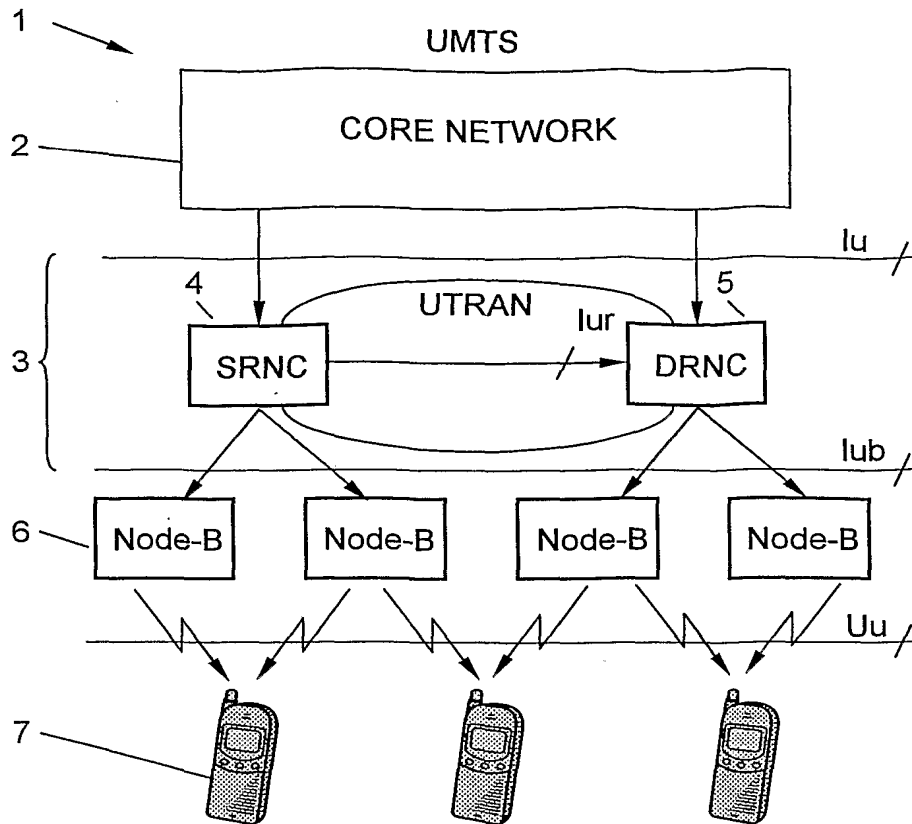 1
UMTS
CORE NETWORK
2
Iu
4
5
UTRAN
Iur
3
SRNC
DRNC
Iub
6
Node-B
Node-B
Node-B
Node-B
Uu
7